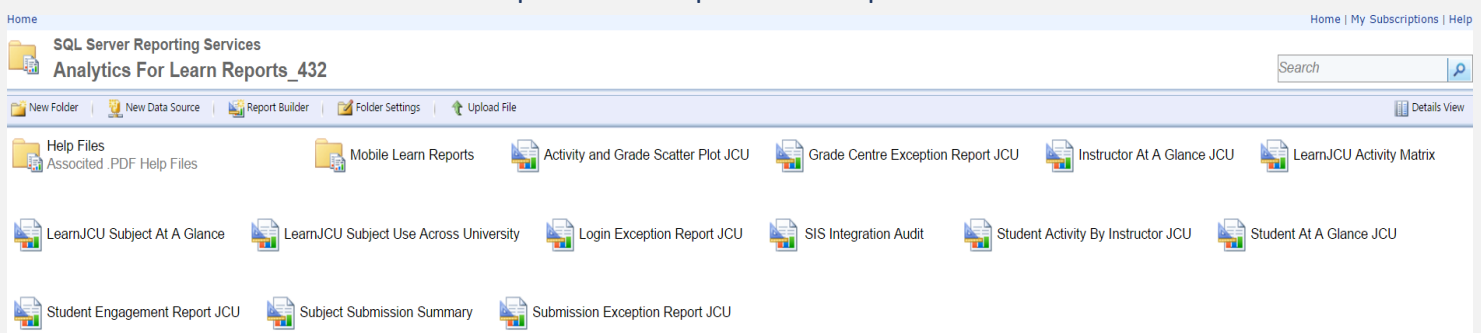 Home
Home | My Subscriptions | Help
SQL Server Reporting Services
Analytics For Learn Reports_432
Search
New Folder | New Data Source | Report Builder | Folder Settings | Upload File
Details View
Help Files
Associted .PDF Help Files
Mobile Learn Reports
Activity and Grade Scatter Plot JCU
Grade Centre Exception Report JCU
Instructor At A Glance JCU
LearnJCU Activity Matrix
LearnJCU Subject At A Glance
LearnJCU Subject Use Across University
Login Exception Report JCU
SIS Integration Audit
Student Activity By Instructor JCU
Student At A Glance JCU
Student Engagement Report JCU
Subject Submission Summary
Submission Exception Report JCU